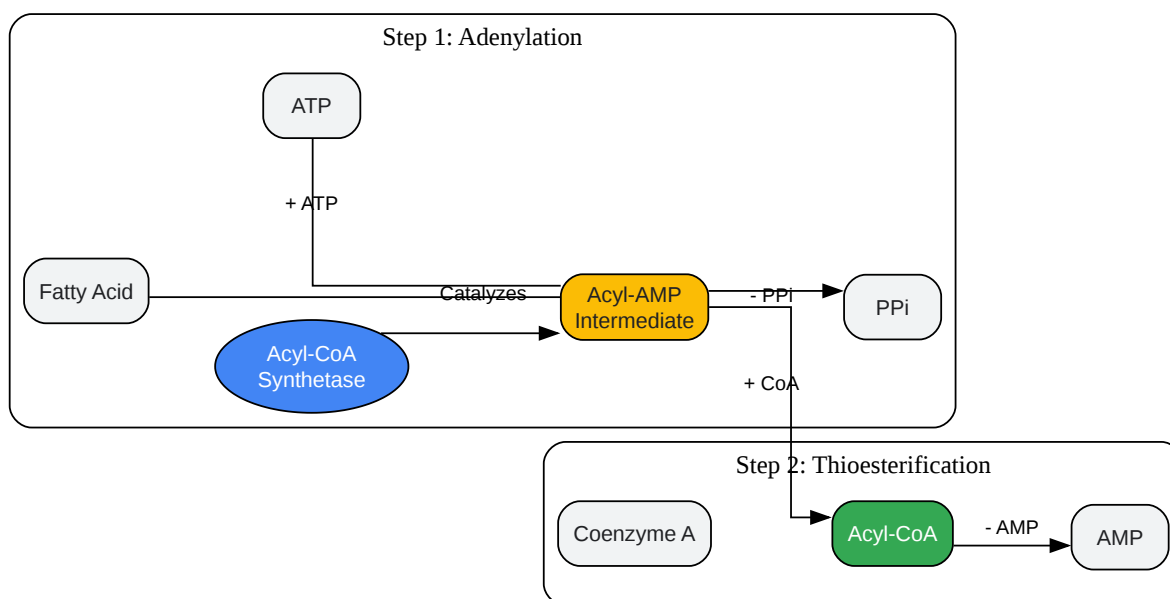 Step 1: Adenylation
ATP
+ ATP
Fatty Acid
Catalyzes
Acyl-AMP
Intermediate
- PPi
PPi
Acyl-CoA
Synthetase
+ CoA
Step 2: Thioesterification
Coenzyme A
Acyl-CoA
- AMP
AMP